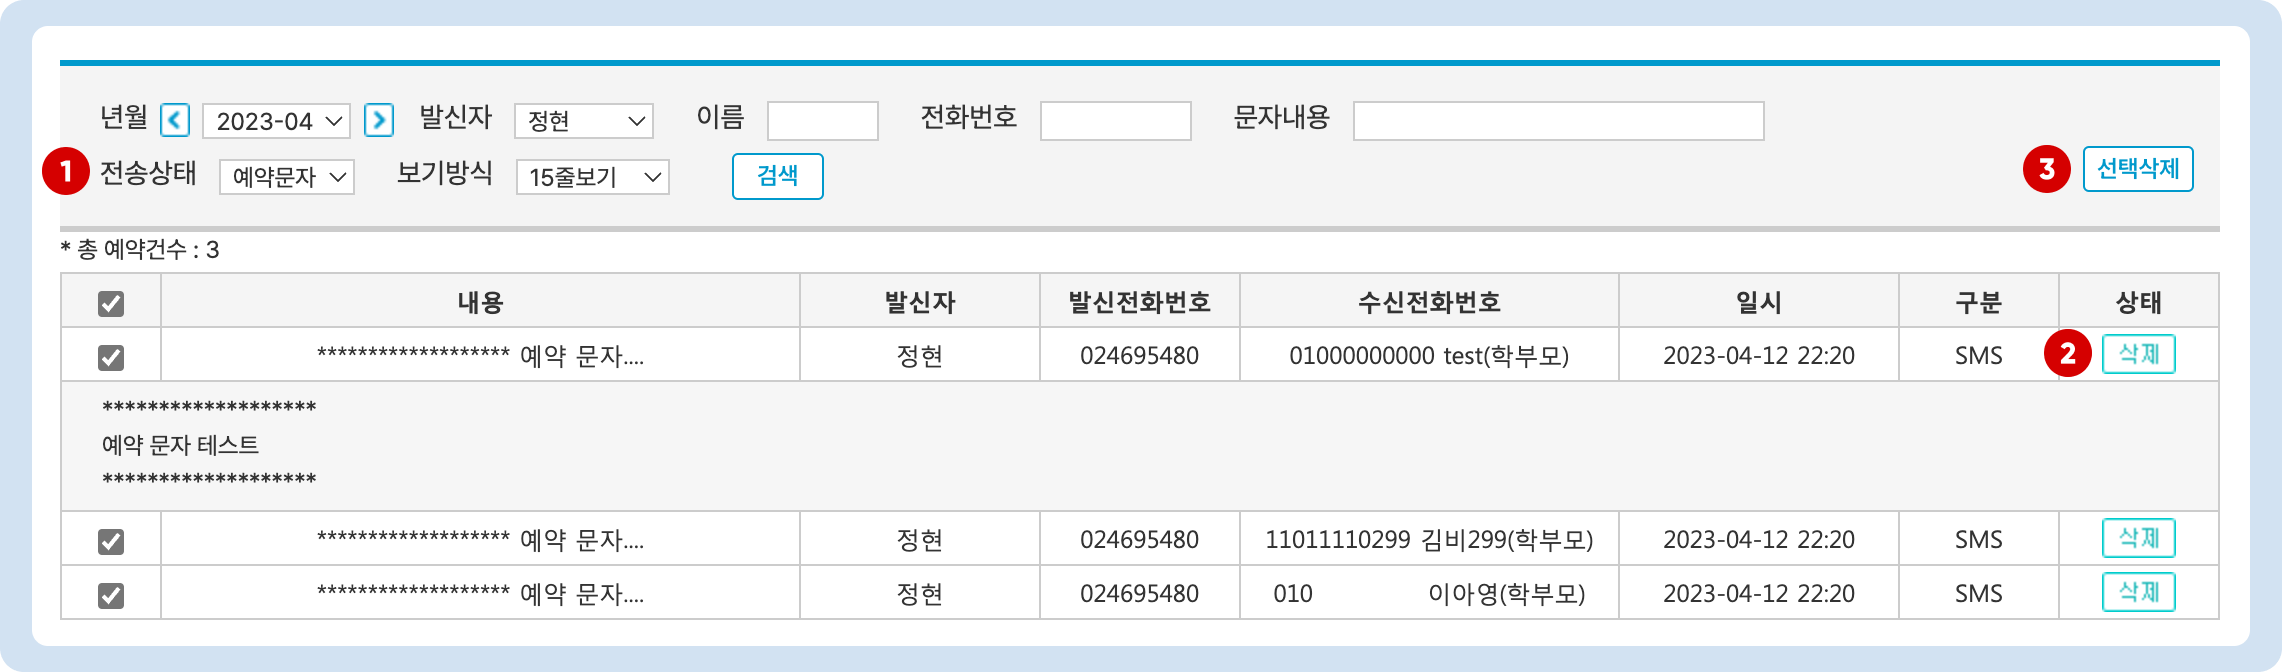 년월 2023-04 발신자 정현 이름 전화번호 문자내용
1 전송상태 예약문자 보기방식 15줄보기 검색 3 선택삭제
* 총 예약건수 : 3
내용 발신자 발신전화번호 수신전화번호 일시 구분 상태
******************* 예약 문자.... 정현 024695480 01000000000 test(학부모) 2023-04-12 22:20 SMS 2 삭제
*******************
예약 문자 테스트
*******************
******************* 예약 문자.... 정현 024695480 11011110299 김비299(학부모) 2023-04-12 22:20 SMS 삭제
******************* 예약 문자.... 정현 024695480 010 이아영(학부모) 2023-04-12 22:20 SMS 삭제